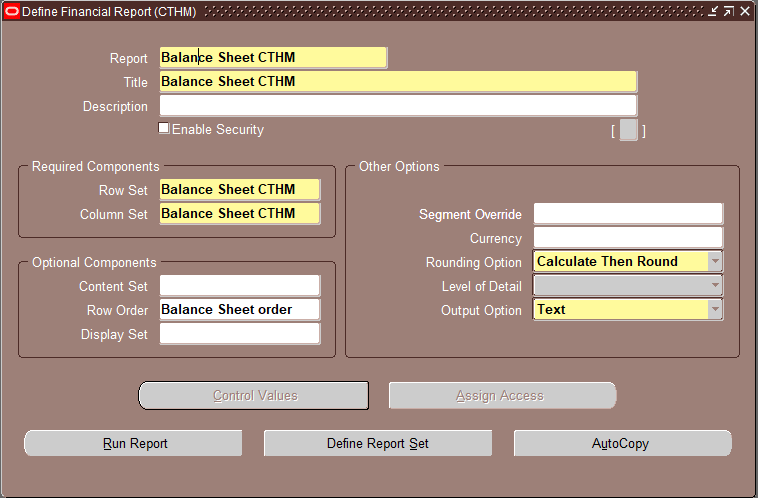 Define Financial Report (CTHM)
Report Balance Sheet CTHM
Title Balance Sheet CTHM
Description
Enable Security [ ]
Required Components
Row Set Balance Sheet CTHM
Column Set Balance Sheet CTHM
Optional Components
Content Set
Row Order Balance Sheet order
Display Set
Other Options
Segment Override
Currency
Rounding Option Calculate Then Round
Level of Detail
Output Option Text
Control Values Assign Access
Run Report Define Report Set AutoCopy